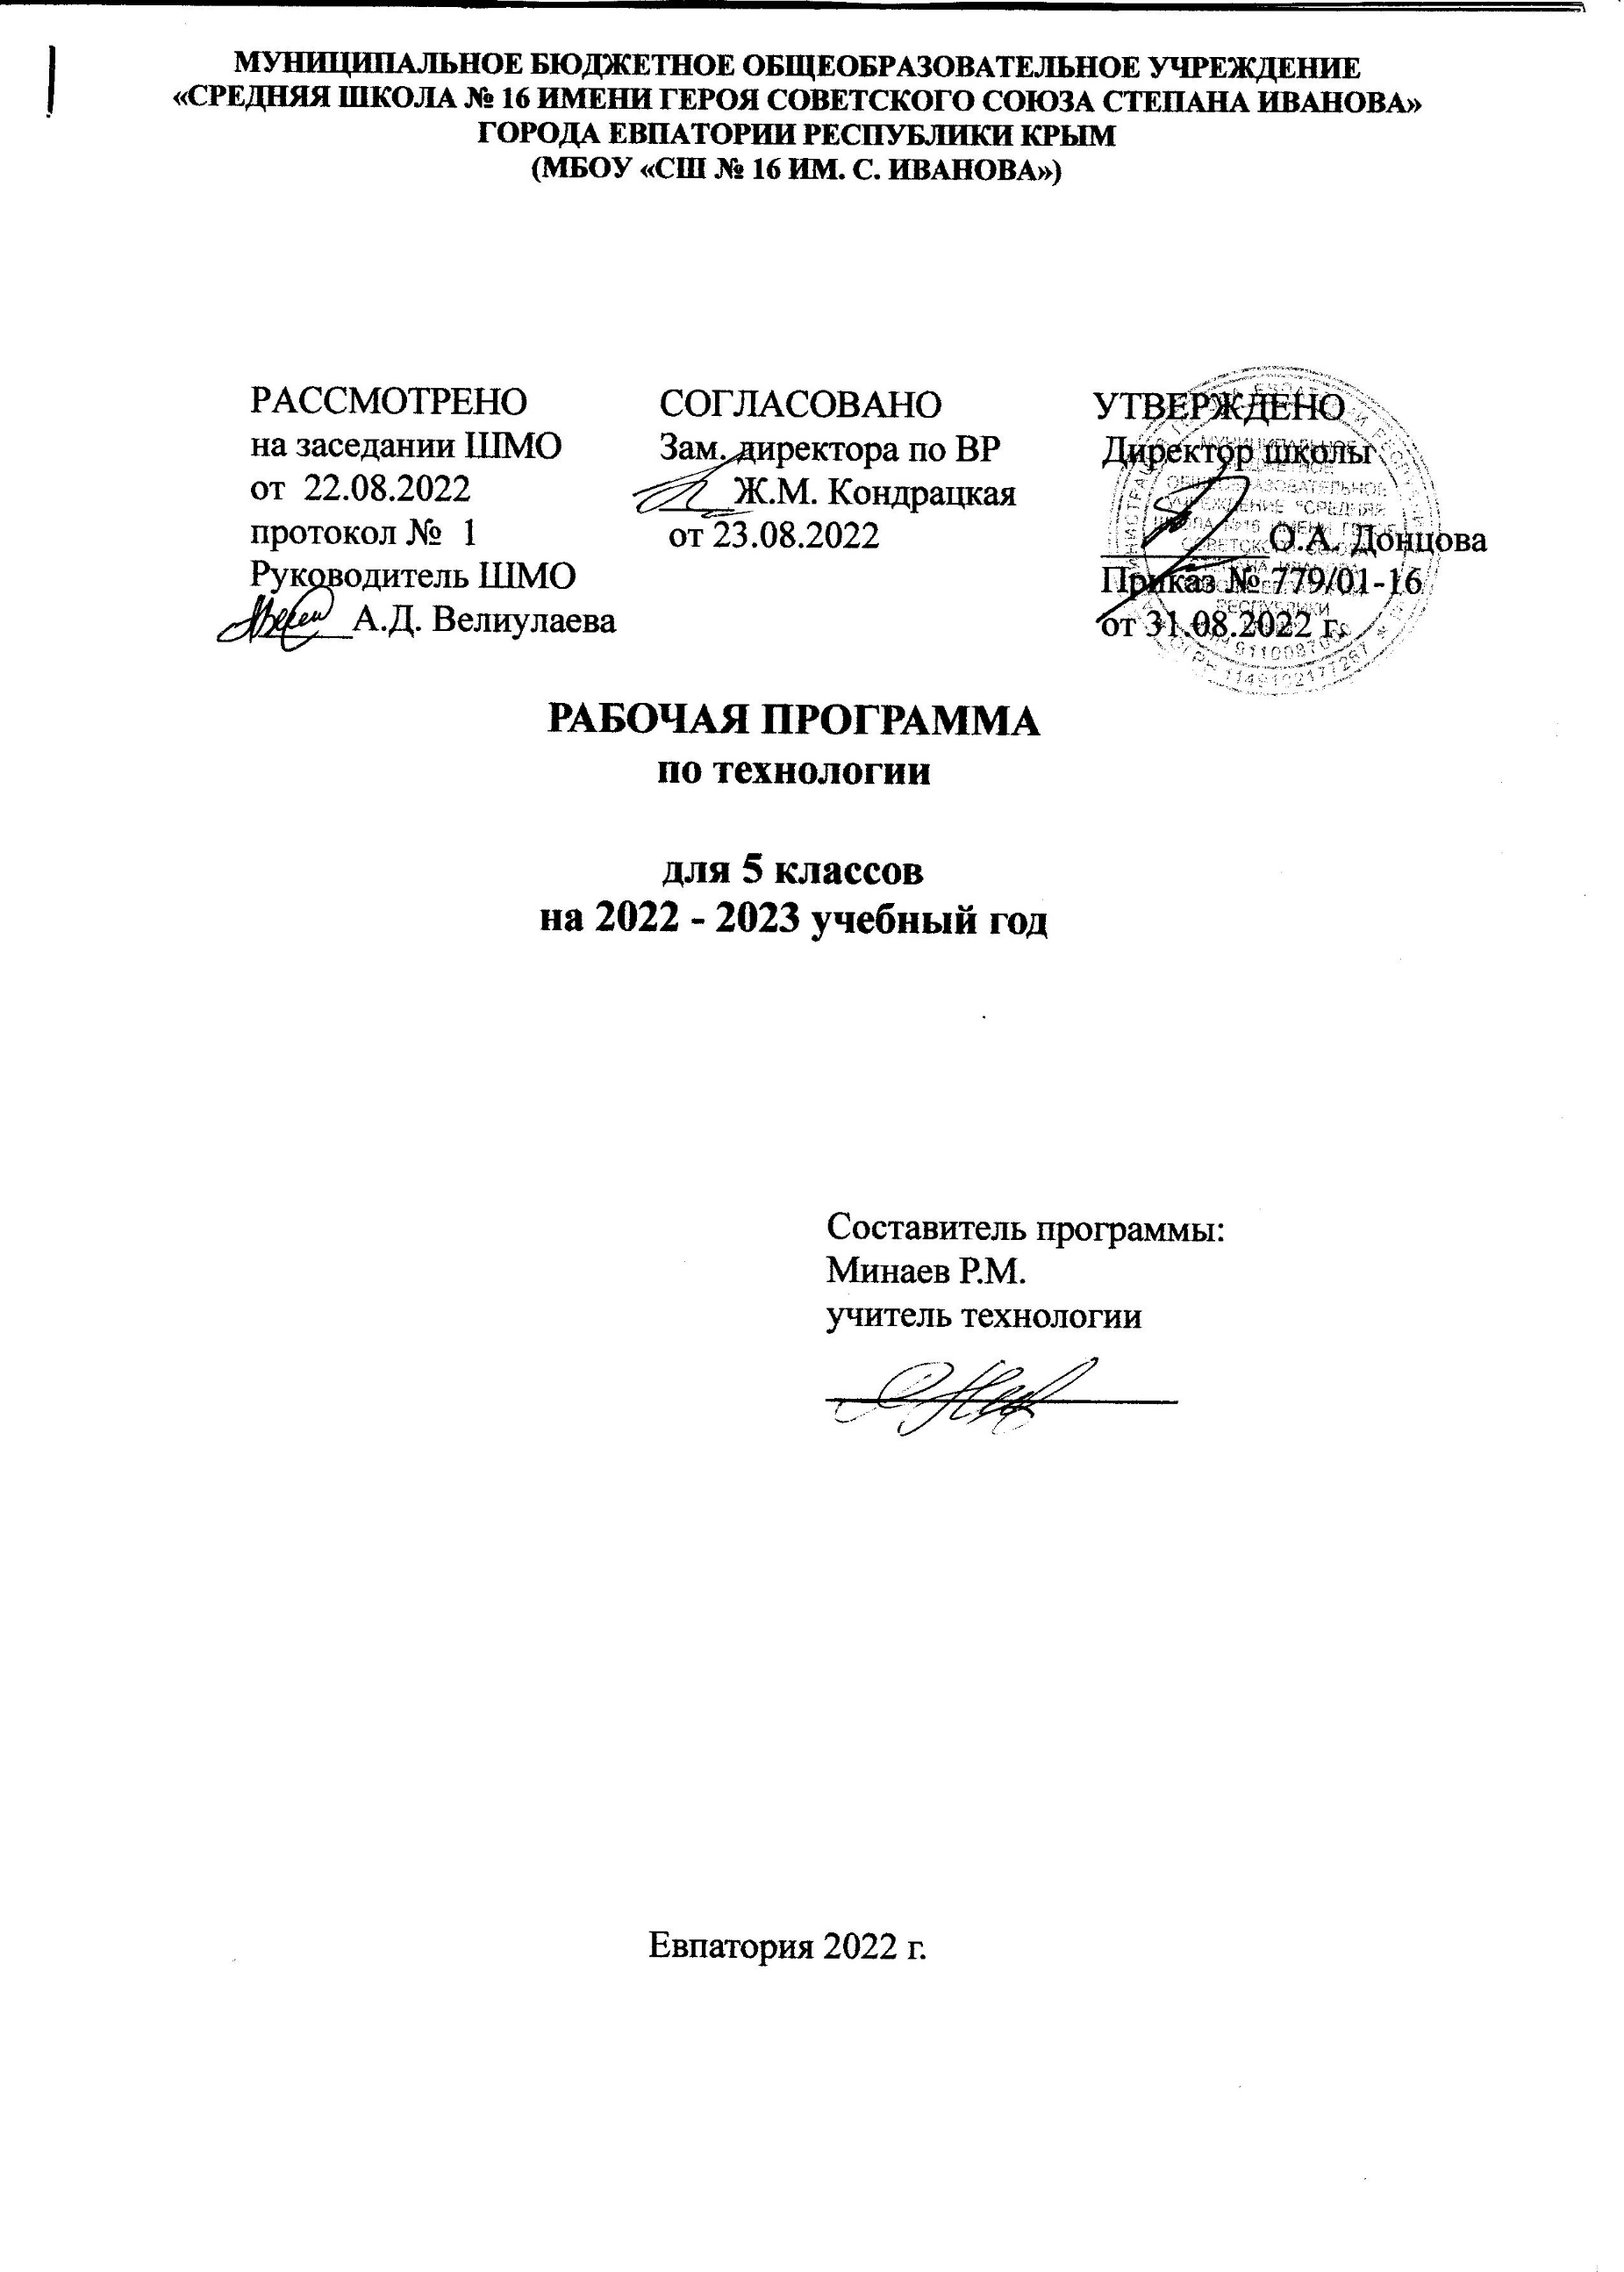 МУНИЦИПАЛЬНОЕ БЮДЖЕТНОЕ ОБЩЕОБРАЗОВАТЕЛЬНОЕ УЧРЕЖДЕНИЕ
«СРЕДНЯЯ ШКОЛА № 16 ИМЕНИ ГЕРОЯ СОВЕТСКОГО СОЮЗА СТЕПАНА ИВАНОВА»
ГОРОДА ЕВПАТОРИИ РЕСПУБЛИКИ КРЫМ
(МБОУ «СШ № 16 ИМ. С. ИВАНОВА»)
РАССМОТРЕНО
на заседании ШМО
от 22.08.2022
протокол № 1
Руководитель ШМО
А.Д. Велиулаева
СОГЛАСОВАНО
Зам. директора по ВР
Ж.М. Кондрацкая
от 23.08.2022
УТВЕРЖДЕНО
Директор школы
О.А. Донцова
Приказ № 779/01-16
от 31.08.2022 г.
РАБОЧАЯ ПРОГРАММА
по технологии
для 5 классов
на 2022 - 2023 учебный год
Составитель программы:
Минаев Р.М.
учитель технологии
Евпатория 2022 г.